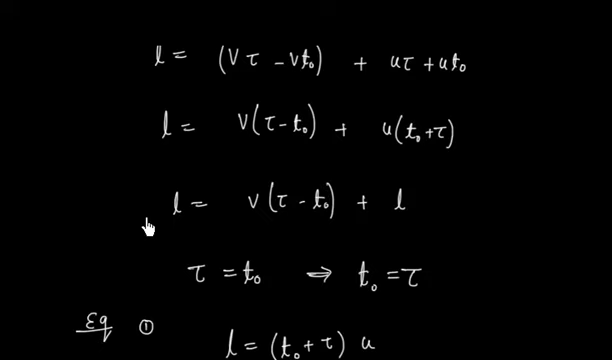 l = (Vτ - Vt₀) + uτ + ut₀
l = V(τ - t₀) + u(t₀ + τ)
l = V(τ - t₀) + l
τ = t₀ ⇒ t₀ = τ
Eq ① l = (t₀ + τ) u